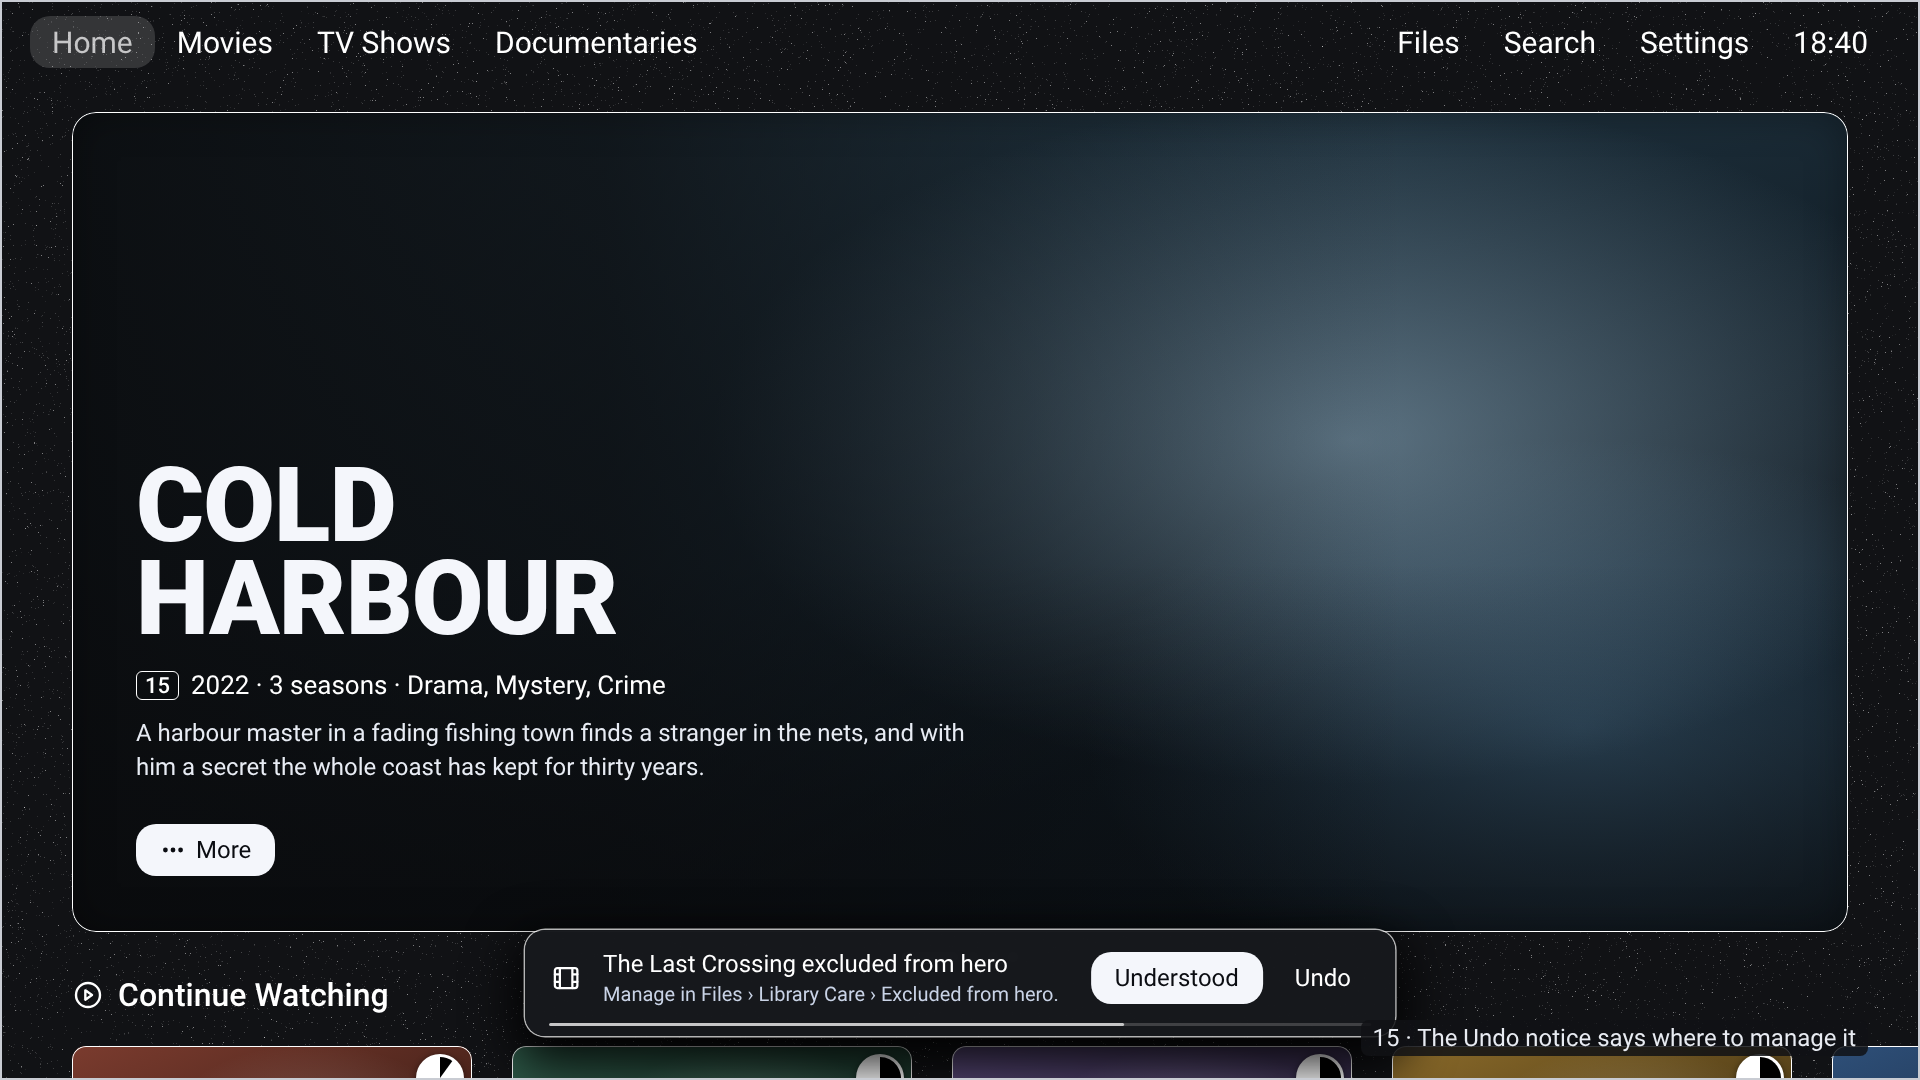 Home Movies TV Shows Documentaries Files Search Settings 18:40
COLD
HARBOUR
15 2022 · 3 seasons · Drama, Mystery, Crime
A harbour master in a fading fishing town finds a stranger in the nets, and with
him a secret the whole coast has kept for thirty years.
More
The Last Crossing excluded from hero
Manage in Files › Library Care › Excluded from hero.
Understood Undo
Continue Watching
15 · The Undo notice says where to manage it